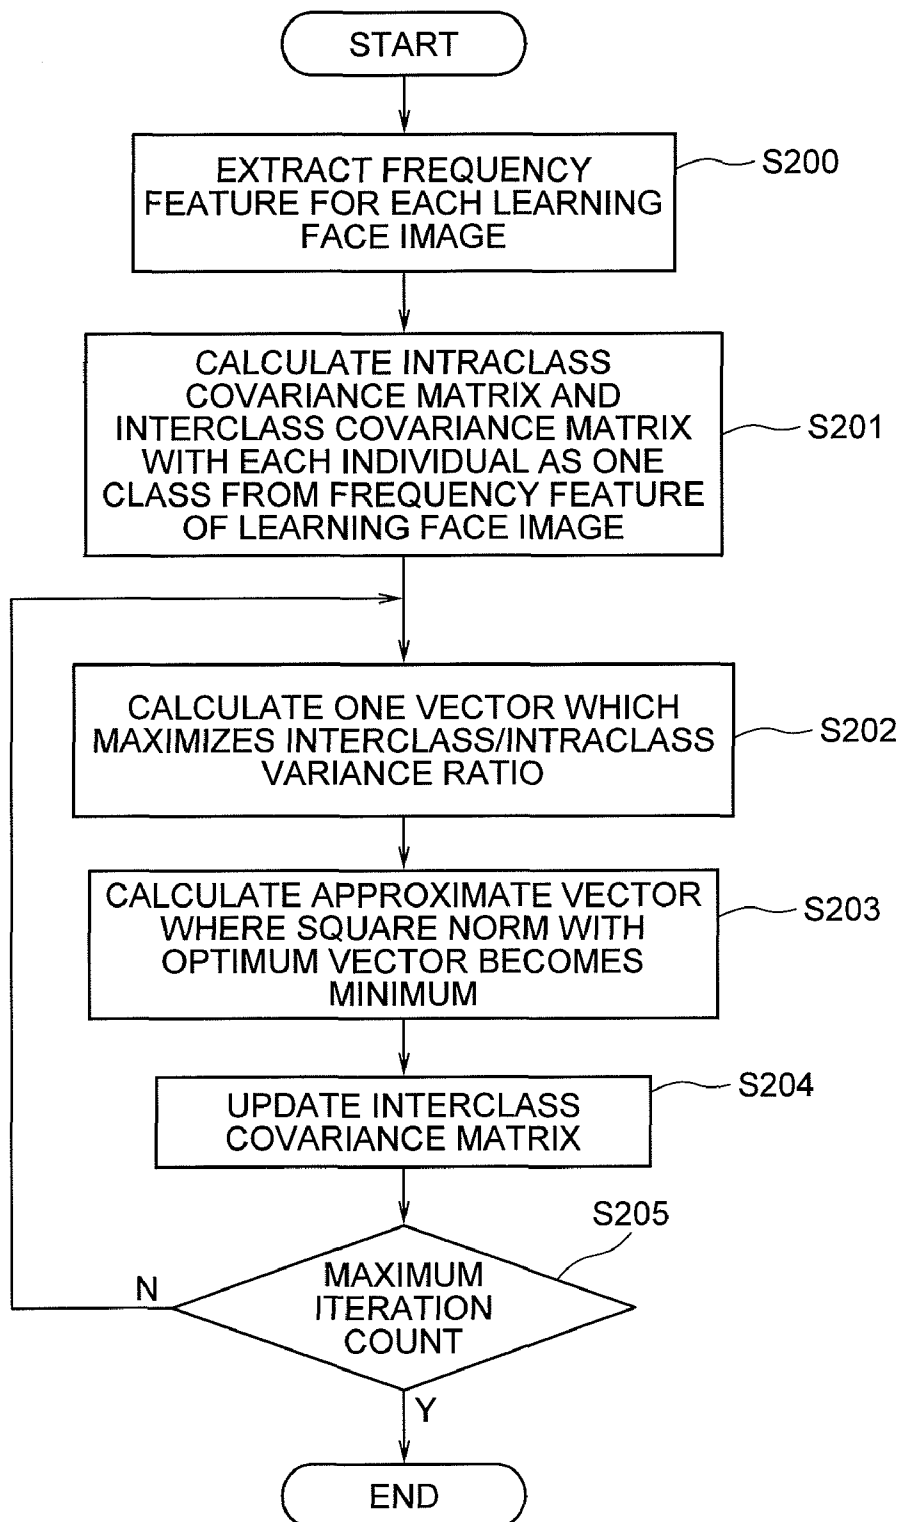 START
EXTRACT FREQUENCY
FEATURE FOR EACH LEARNING
FACE IMAGE
S200
CALCULATE INTRACLASS
COVARIANCE MATRIX AND
INTERCLASS COVARIANCE MATRIX
WITH EACH INDIVIDUAL AS ONE
CLASS FROM FREQUENCY FEATURE
OF LEARNING FACE IMAGE
S201
CALCULATE ONE VECTOR WHICH
MAXIMIZES INTERCLASS/INTRACLASS
VARIANCE RATIO
S202
CALCULATE APPROXIMATE VECTOR
WHERE SQUARE NORM WITH
OPTIMUM VECTOR BECOMES
MINIMUM
S203
UPDATE INTERCLASS
COVARIANCE MATRIX
S204
S205
MAXIMUM
ITERATION
COUNT
N
Y
END